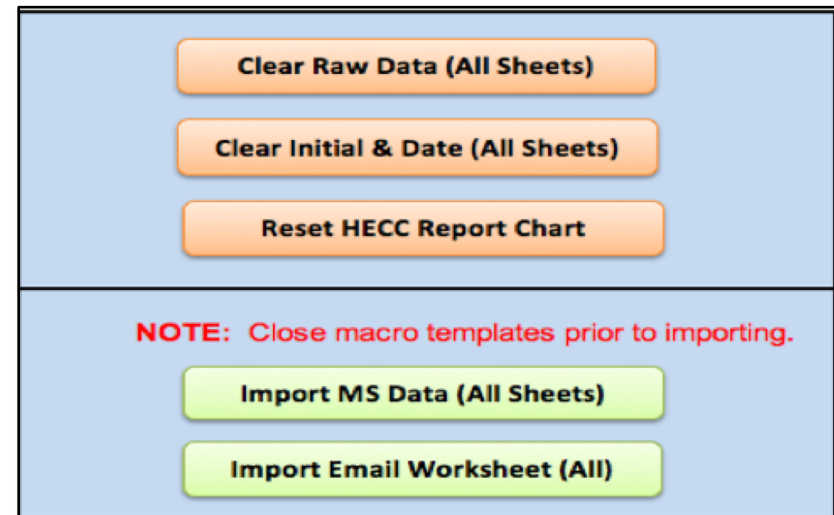 Clear Raw Data (All Sheets)
Clear Initial & Date (All Sheets)
Reset HECC Report Chart
NOTE: Close macro templates prior to importing.
Import MS Data (All Sheets)
Import Email Worksheet (All)